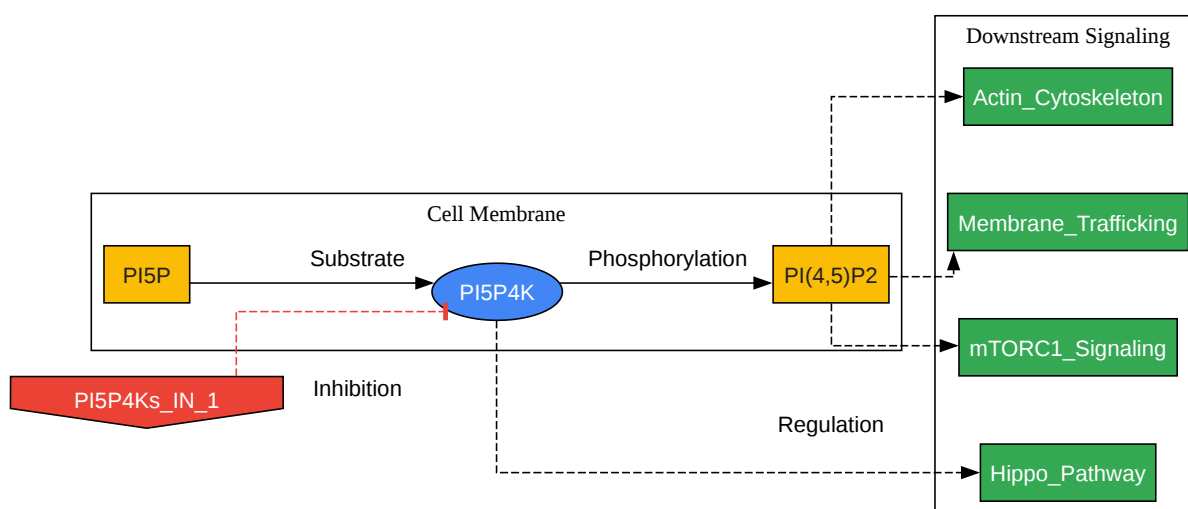 Downstream Signaling
Actin_Cytoskeleton
Membrane_Trafficking
Cell Membrane
Substrate
Phosphorylation
PI5P
PI5P4K
PI(4,5)P2
mTORC1_Signaling
PI5P4Ks_IN_1
Inhibition
Regulation
Hippo_Pathway